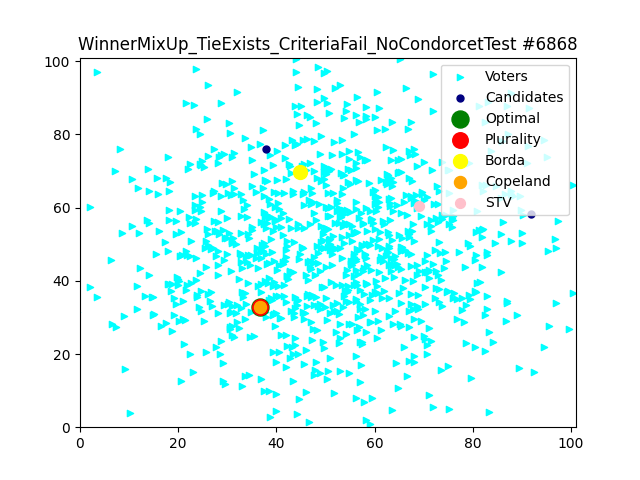 WinnerMixUp_TieExists_CriteriaFail_NoCondorcetTest #6868
100
80
60
40
20
0
0 20 40 60 80 100
Voters
Candidates
Optimal
Plurality
Borda
Copeland
STV